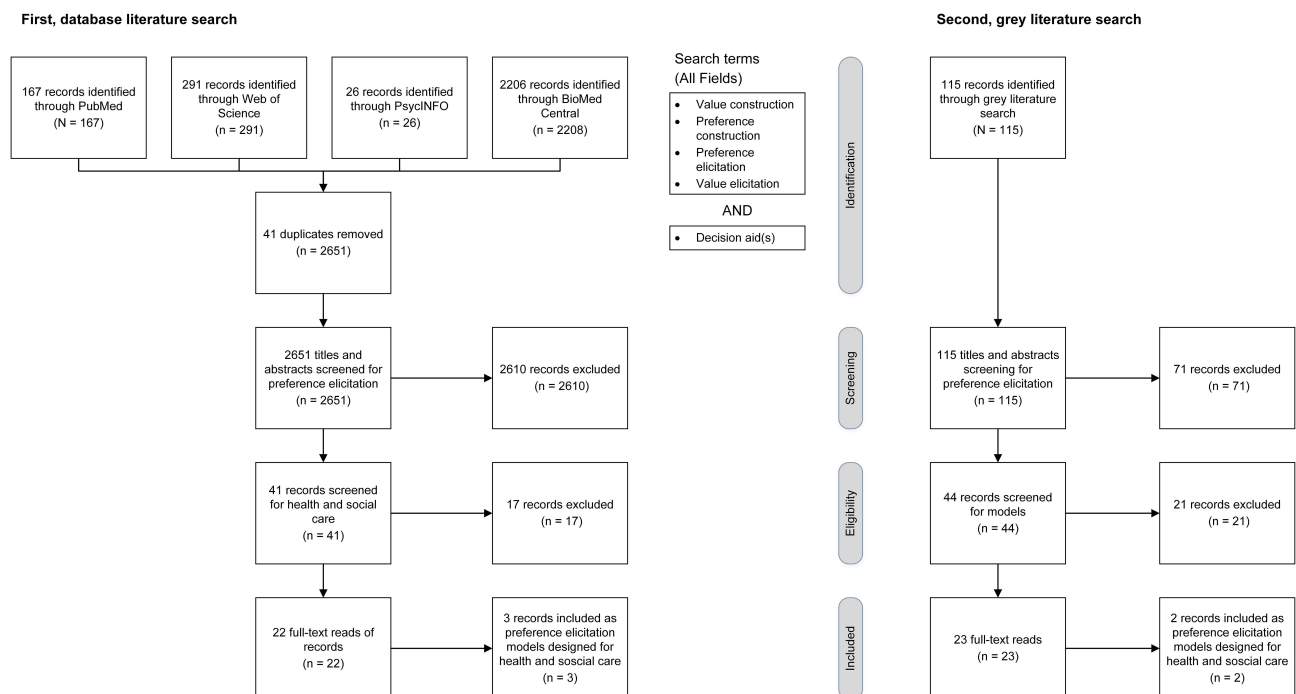 First, database literature search
Second, grey literature search
167 records identified
through PubMed
(N = 167)
291 records identified
through Web of
Science
(n = 291)
26 records identified
through PsycINFO
(n = 26)
2206 records identified
through BioMed
Central
(n = 2208)
Search terms
(All Fields)
• Value construction
• Preference
construction
• Preference
elicitation
• Value elicitation
AND
• Decision aid(s)
Identification
115 records identified
through grey literature
search
(N = 115)
41 duplicates removed
(n = 2651)
2651 titles and
abstracts screened for
preference elicitation
(n = 2651)
2610 records excluded
(n = 2610)
Screening
115 titles and abstracts
screening for
preference elicitation
(n = 115)
71 records excluded
(n = 71)
41 records screened
for health and social
care
(n = 41)
17 records excluded
(n = 17)
Eligibility
44 records screened
for models
(n = 44)
21 records excluded
(n = 21)
22 full-text reads of
records
(n = 22)
3 records included as
preference elicitation
models designed for
health and soscial care
(n = 3)
Included
23 full-text reads
(n = 23)
2 records included as
preference elicitation
models designed for
health and soscial care
(n = 2)